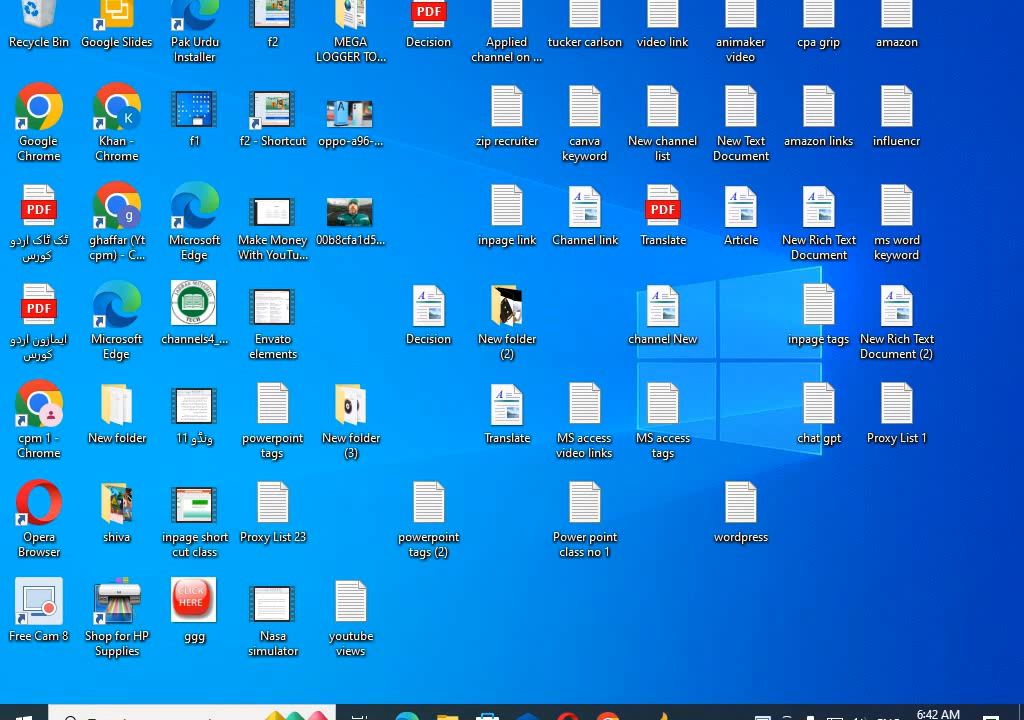 Recycle Bin
Google Slides
Pak Urdu
Installer
f2
MEGA
LOGGER TO...
PDF
Decision
Applied
channel on ...
tucker carlson
video link
animaker
video
cpa grip
amazon
Google
Chrome
K
Khan -
Chrome
f1
f2 - Shortcut
oppo-a96-...
zip recruiter
canva
keyword
New channel
list
New Text
Document
amazon links
influencr
PDF
ٹک ٹاک اردو
کورس
g
ghaffar (Yt
cpm) - C...
Microsoft
Edge
Make Money
With YouTu...
00b8cfa1d5...
inpage link
Channel link
PDF
Translate
Article
New Rich Text
Document
ms word
keyword
PDF
ایمازون اردو
کورس
Microsoft
Edge
TECH
channels4_...
Envato
elements
Decision
New folder
(2)
channel New
inpage tags
New Rich Text
Document (2)
cpm 1 -
Chrome
New folder
ونڈو 11
powerpoint
tags
New folder
(3)
Translate
MS access
video links
MS access
tags
chat gpt
Proxy List 1
Opera
Browser
shiva
inpage short
cut class
Proxy List 23
powerpoint
tags (2)
Power point
class no 1
wordpress
Free Cam 8
Shop for HP
Supplies
CLICK
HERE
ggg
Nasa
simulator
youtube
views
6:42 AM